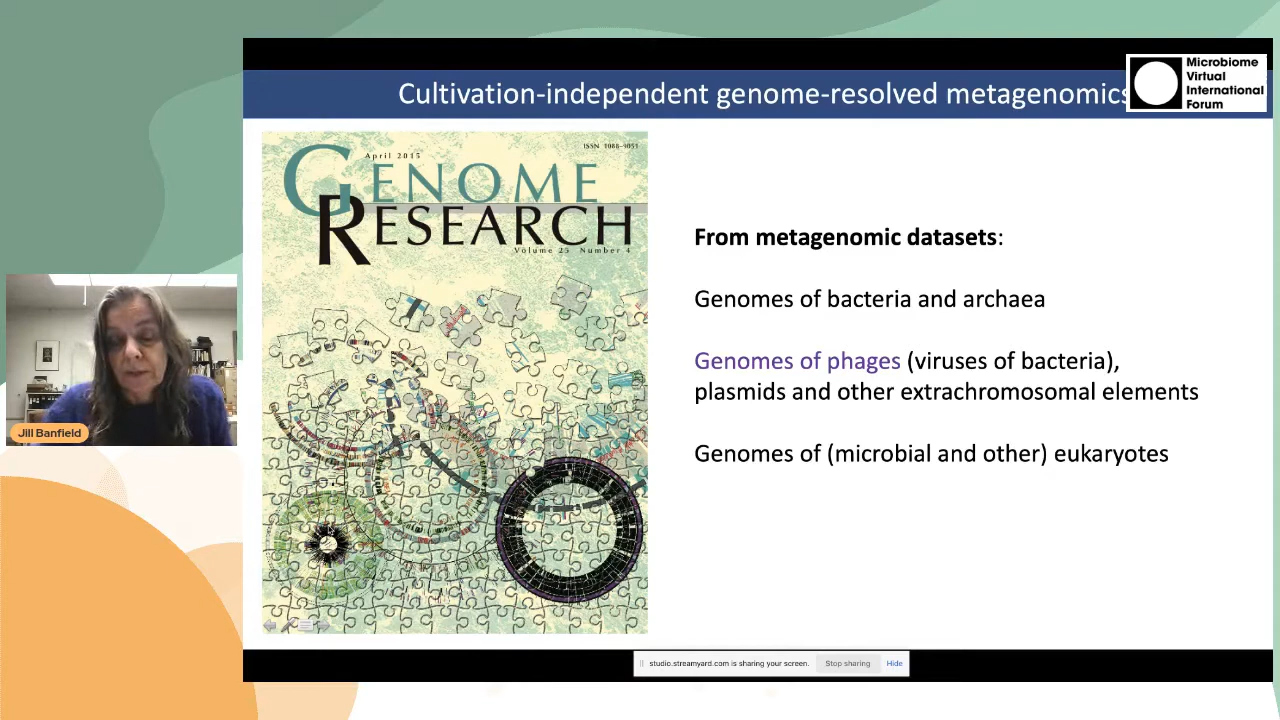 Cultivation-independent genome-resolved metagenomics
Microbiome
Virtual
International
Forum
April 2015
ISSN 1088-9051
GENOME
RESEARCH
Volume 25 Number 4
From metagenomic datasets:
Genomes of bacteria and archaea
Genomes of phages (viruses of bacteria),
plasmids and other extrachromosomal elements
Genomes of (microbial and other) eukaryotes
Jill Banfield
studio.streamyard.com is sharing your screen.
Stop sharing
Hide